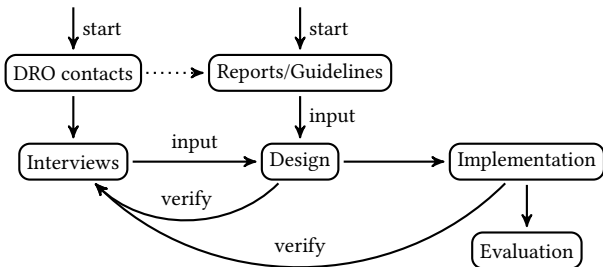 start
start
DRO contacts
Reports/Guidelines
input
Interviews
input
Design
Implementation
verify
verify
Evaluation